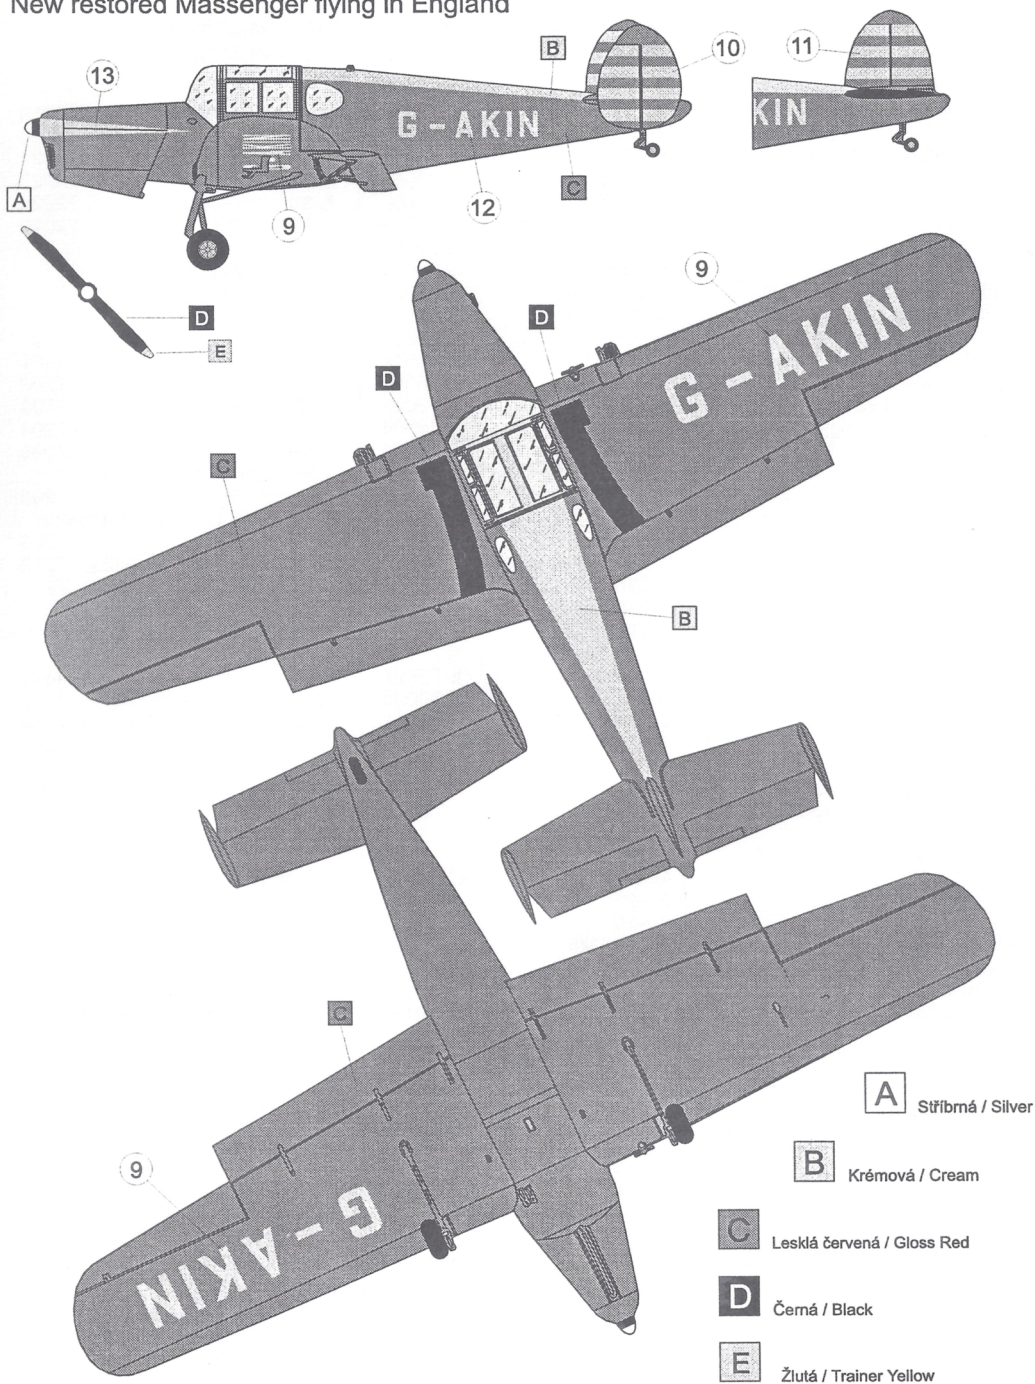 New restored Massenger flying in England
13
B
10
11
G-AKIN
KIN
A
9
12
C
9
D
D
E
D
G-AKIN
C
B
C
A Stříbrná / Silver
B Krémová / Cream
9
G-AKIN
C Lesklá červená / Gloss Red
D Černá / Black
E Žlutá / Trainer Yellow